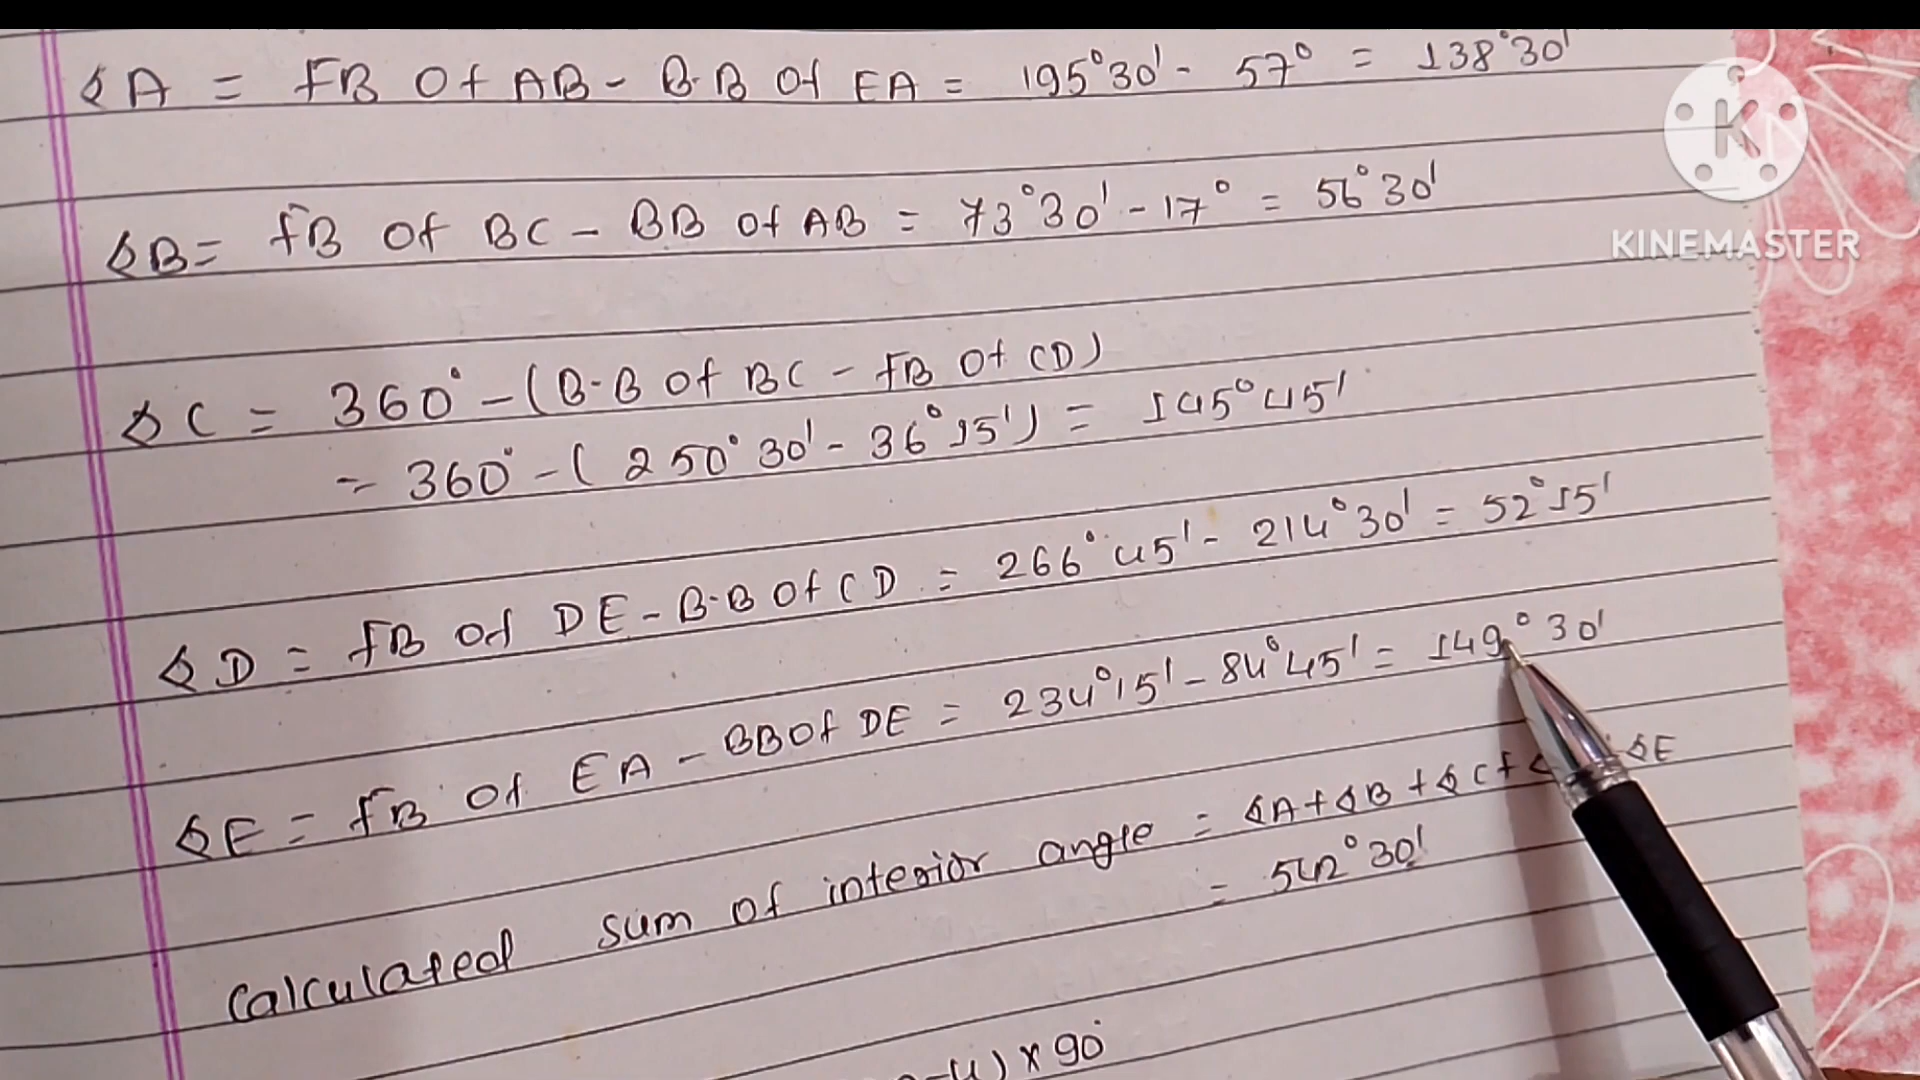 ∠A = FB Of AB - B.B Of EA = 195°30' - 57° = 138°30'
KINEMASTER
∠B = FB Of BC - BB Of AB = 73°30' - 17° = 56°30'
∠C = 360° - (B.B Of BC - FB Of CD)
= 360° - (250°30' - 36°15') = 145°45'
∠D = FB Of DE - B.B Of CD = 266°45' - 214°30' = 52°15'
∠E = FB Of EA - BB Of DE = 234°15' - 84°45' = 149°30'
Calculated sum of interior angle = ∠A + ∠B + ∠C + ∠E
= 542°30'
-4) x 90°